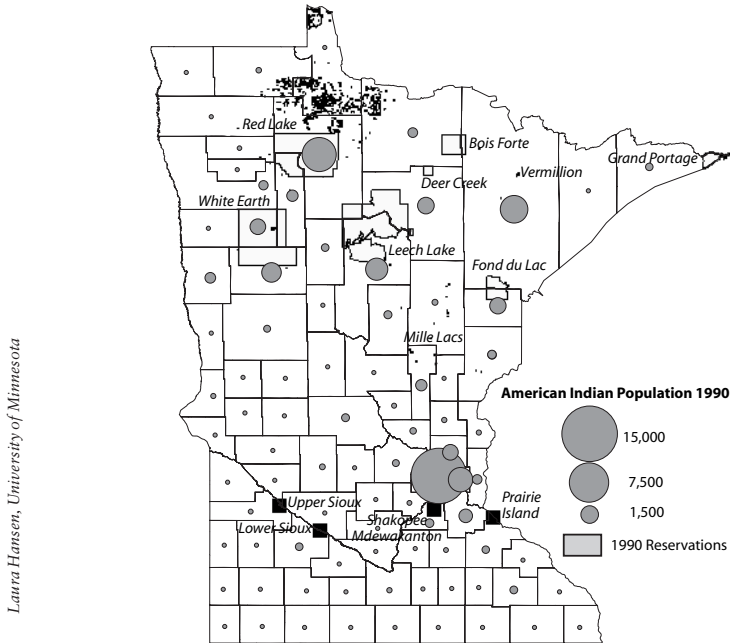 Red Lake
Bois Forte
Grand Portage
Deer Creek
Vermillion
White Earth
Leech Lake
Fond du Lac
Mille Lacs
American Indian Population 1990
15,000
7,500
1,500
1990 Reservations
Upper Sioux
Lower Sioux
Shakopee
Mdewakanton
Prairie
Island
Laura Hansen, University of Minnesota